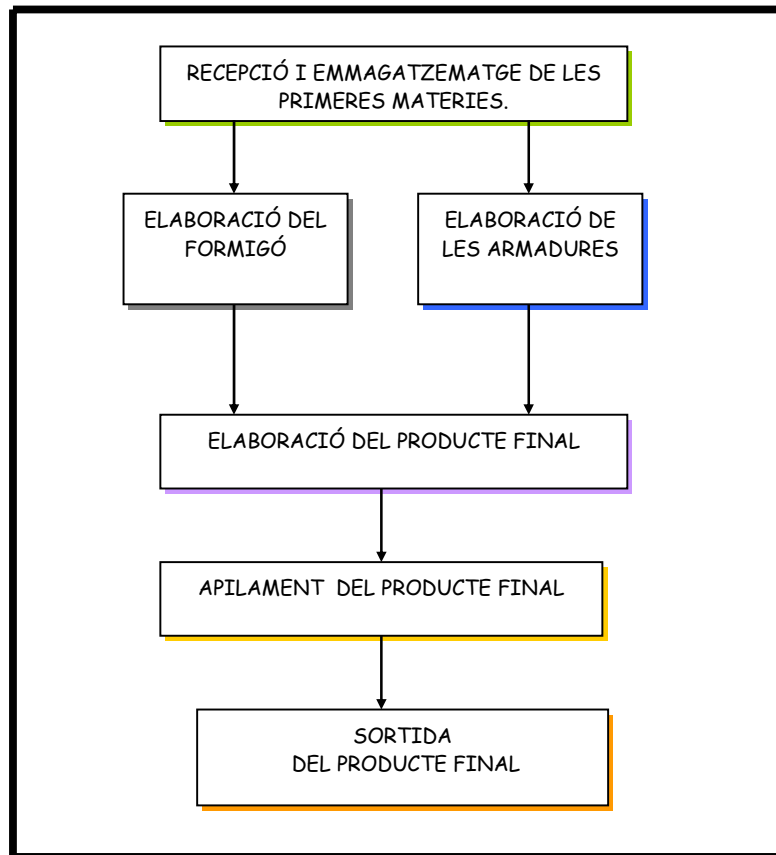 RECEPCIÓ I EMMAGATZEMATGE DE LES
PRIMERES MATERIES.
ELABORACIÓ DEL
FORMIGÓ
ELABORACIÓ DE
LES ARMADURES
ELABORACIÓ DEL PRODUCTE FINAL
APILAMENT DEL PRODUCTE FINAL
SORTIDA
DEL PRODUCTE FINAL